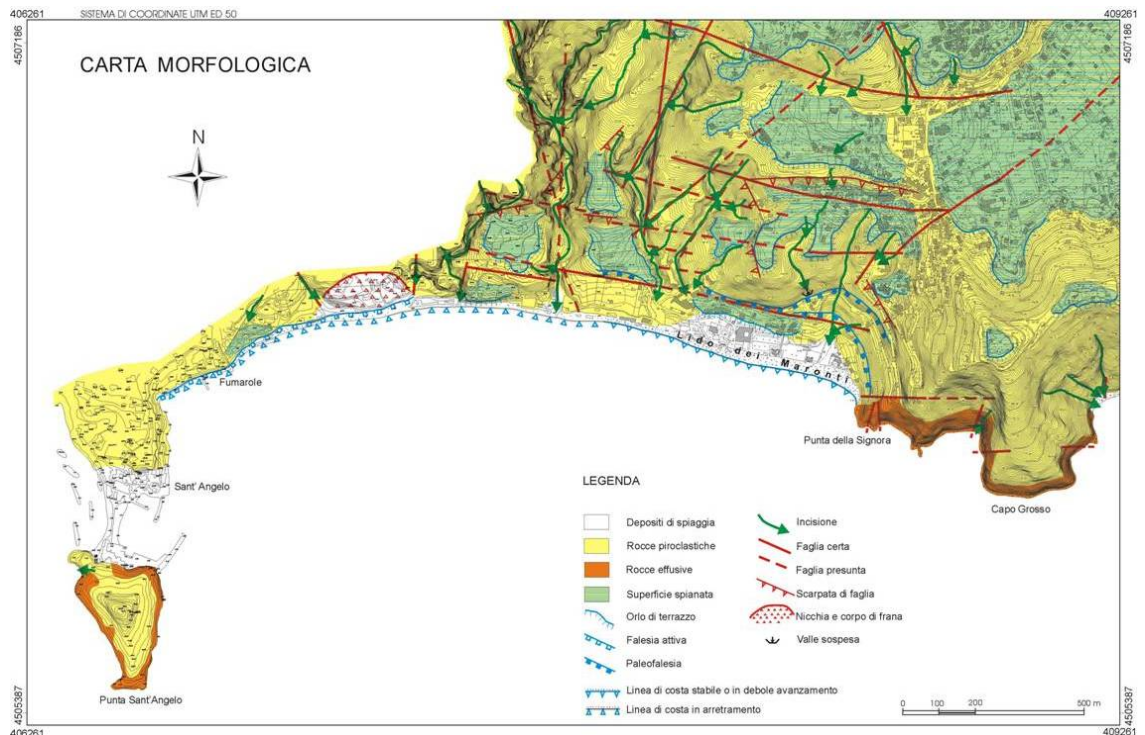 406261 SISTEMA DI COORDINATE UTM ED 50 409261
4507186 4507186
CARTA MORFOLOGICA
N
Fumarole
Lido dei Maronti
Punta della Signora
Sant' Angelo
Capo Grosso
Punta Sant'Angelo
LEGENDA
Depositi di spiaggia
Rocce piroclastiche
Rocce effusive
Superficie spianata
Orlo di terrazzo
Falesia attiva
Paleofalesia
Linea di costa stabile o in debole avanzamento
Linea di costa in arretramento
Incisione
Faglia certa
Faglia presunta
Scarpata di faglia
Nicchia e corpo di frana
Valle sospesa
0 100 200 500 m
4505387 4505387
406261 409261